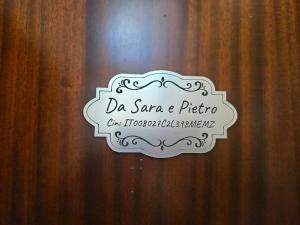 Da Sara e Pietro
Cin: IT008027C2L398MEMZ